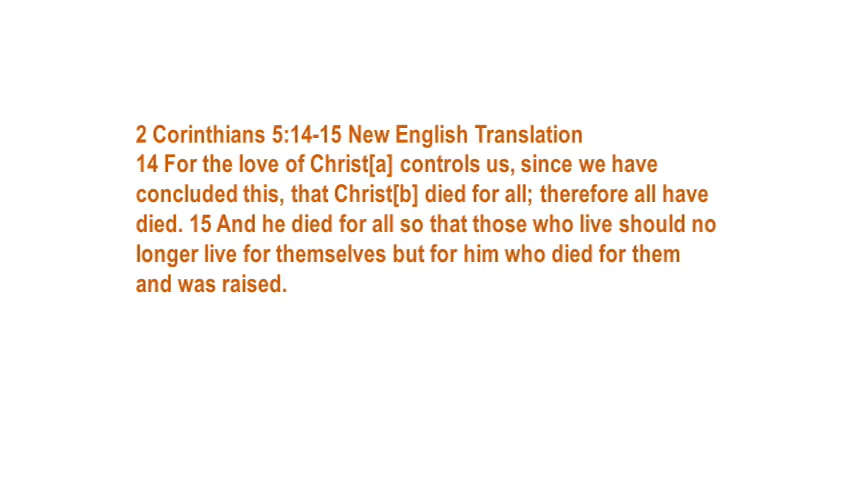 2 Corinthians 5:14-15 New English Translation
14 For the love of Christ[a] controls us, since we have
concluded this, that Christ[b] died for all; therefore all have
died. 15 And he died for all so that those who live should no
longer live for themselves but for him who died for them
and was raised.